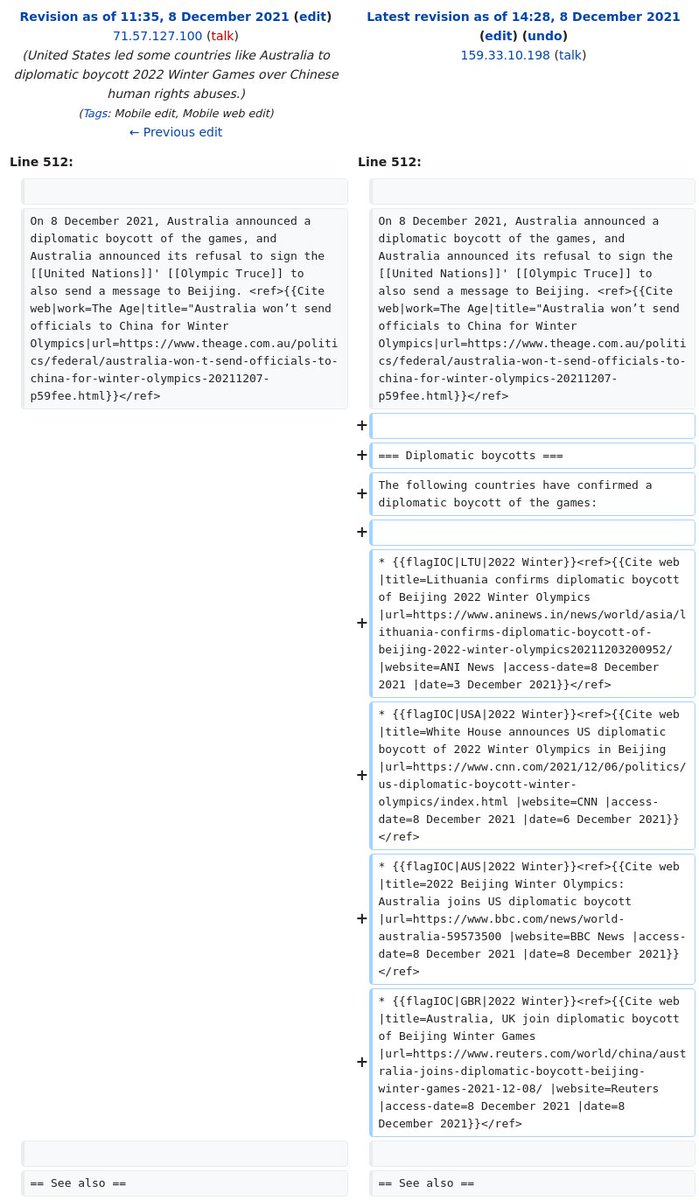 Revision as of 11:35, 8 December 2021 (edit)
71.57.127.100 (talk)
(United States led some countries like Australia to
diplomatic boycott 2022 Winter Games over Chinese
human rights abuses.)
(Tags: Mobile edit, Mobile web edit)
← Previous edit
Latest revision as of 14:28, 8 December 2021
(edit) (undo)
159.33.10.198 (talk)
Line 512:
Line 512:
On 8 December 2021, Australia announced a
diplomatic boycott of the games, and
Australia announced its refusal to sign the
[[United Nations]]' [[Olympic Truce]] to
also send a message to Beijing. <ref>{{Cite
web|work=The Age|title="Australia won’t send
officials to China for Winter
Olympics|url=https://www.theage.com.au/politi
cs/federal/australia-won-t-send-officials-to-
china-for-winter-olympics-20211207-
p59fee.html}}</ref>
On 8 December 2021, Australia announced a
diplomatic boycott of the games, and
Australia announced its refusal to sign the
[[United Nations]]' [[Olympic Truce]] to
also send a message to Beijing. <ref>{{Cite
web|work=The Age|title="Australia won’t send
officials to China for Winter
Olympics|url=https://www.theage.com.au/politi
cs/federal/australia-won-t-send-officials-to-
china-for-winter-olympics-20211207-
p59fee.html}}</ref>
+
+ === Diplomatic boycotts ===
+ The following countries have confirmed a
diplomatic boycott of the games:
+
+ * {{flagIOC|LTU|2022 Winter}}<ref>{{Cite web
|title=Lithuania confirms diplomatic boycott
of Beijing 2022 Winter Olympics
|url=https://www.aninews.in/news/world/asia/l
ithuania-confirms-diplomatic-boycott-of-
beijing-2022-winter-olympics20211203200952/
|website=ANI News |access-date=8 December
2021 |date=3 December 2021}}</ref>
+ * {{flagIOC|USA|2022 Winter}}<ref>{{Cite web
|title=White House announces US diplomatic
boycott of 2022 Winter Olympics in Beijing
|url=https://www.cnn.com/2021/12/06/politics/
us-diplomatic-boycott-winter-
olympics/index.html |website=CNN |access-
date=8 December 2021 |date=6 December 2021}}
</ref>
+ * {{flagIOC|AUS|2022 Winter}}<ref>{{Cite web
|title=2022 Beijing Winter Olympics:
Australia joins US diplomatic boycott
|url=https://www.bbc.com/news/world-
australia-59573500 |website=BBC News |access-
date=8 December 2021 |date=8 December 2021}}
</ref>
+ * {{flagIOC|GBR|2022 Winter}}<ref>{{Cite web
|title=Australia, UK join diplomatic boycott
of Beijing Winter Games
|url=https://www.reuters.com/world/china/aust
ralia-joins-diplomatic-boycott-beijing-
winter-games-2021-12-08/ |website=Reuters
|access-date=8 December 2021 |date=8
December 2021}}</ref>
== See also ==
== See also ==